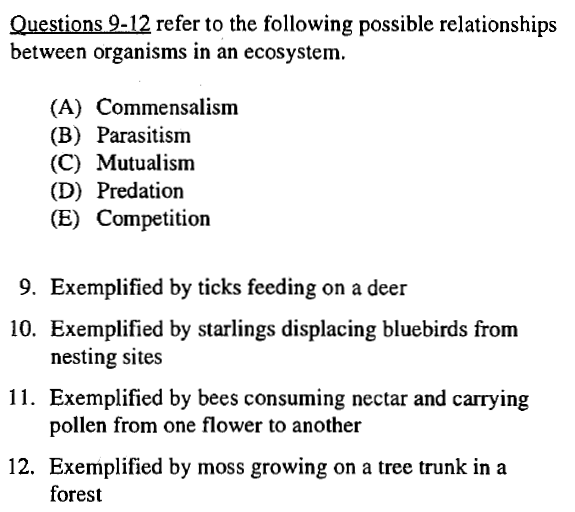 Questions 9-12 refer to the following possible relationships
between organisms in an ecosystem.
(A) Commensalism
(B) Parasitism
(C) Mutualism
(D) Predation
(E) Competition
9. Exemplified by ticks feeding on a deer
10. Exemplified by starlings displacing bluebirds from
nesting sites
11. Exemplified by bees consuming nectar and carrying
pollen from one flower to another
12. Exemplified by moss growing on a tree trunk in a
forest